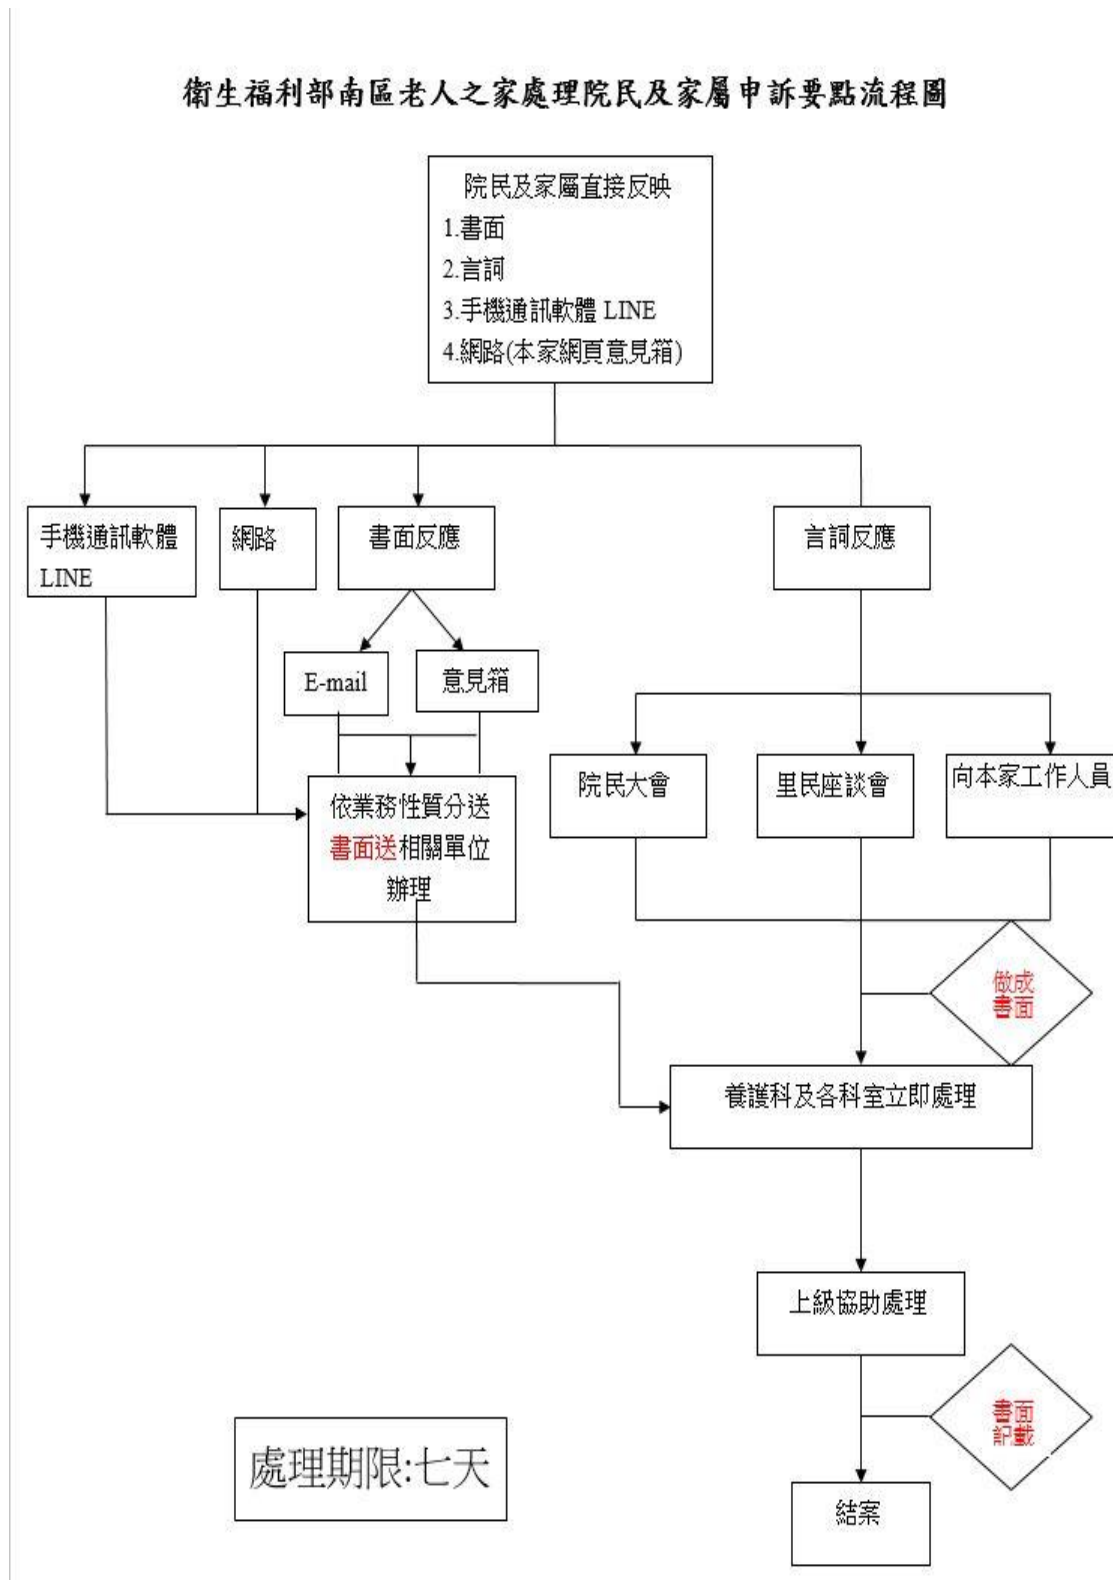 衛生福利部南區老人之家處理院民及家屬申訴要點流程圖
院民及家屬直接反映
1.書面
2.言詞
3.手機通訊軟體 LINE
4.網路(本家網頁意見箱)
手機通訊軟體
LINE
網路
書面反應
言詞反應
E-mail
意見箱
院民大會
里民座談會
向本家工作人員
依業務性質分送
書面送相關單位
辦理
做成
書面
養護科及各科室立即處理
上級協助處理
書面
記載
處理期限:七天
結案